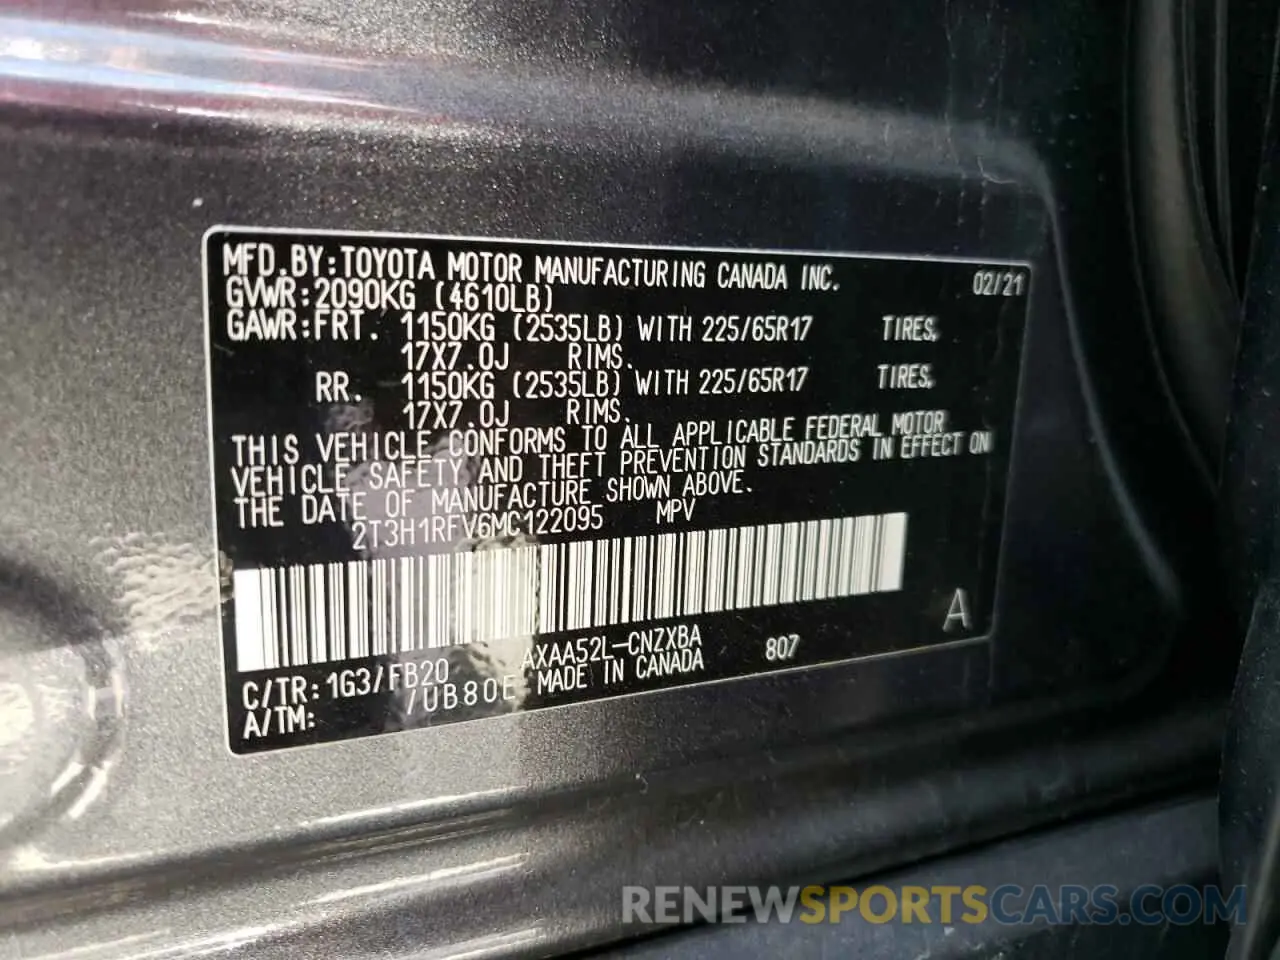 MFD.BY:TOYOTA MOTOR MANUFACTURING CANADA INC. 02/21
GVWR:2090KG (4610LB)
GAWR:FRT. 1150KG (2535LB) WITH 225/65R17 TIRES,
17X7.0J RIMS.
RR. 1150KG (2535LB) WITH 225/65R17 TIRES,
17X7.0J RIMS.
THIS VEHICLE CONFORMS TO ALL APPLICABLE FEDERAL MOTOR
VEHICLE SAFETY AND THEFT PREVENTION STANDARDS IN EFFECT ON
THE DATE OF MANUFACTURE SHOWN ABOVE.
2T3H1RFV6MC122095 MPV
A
AXAA52L-CNZXBA 807
C/TR:1G3/FB20 MADE IN CANADA
A/TM: /UB80E
RENEWSPORTSCARS.COM